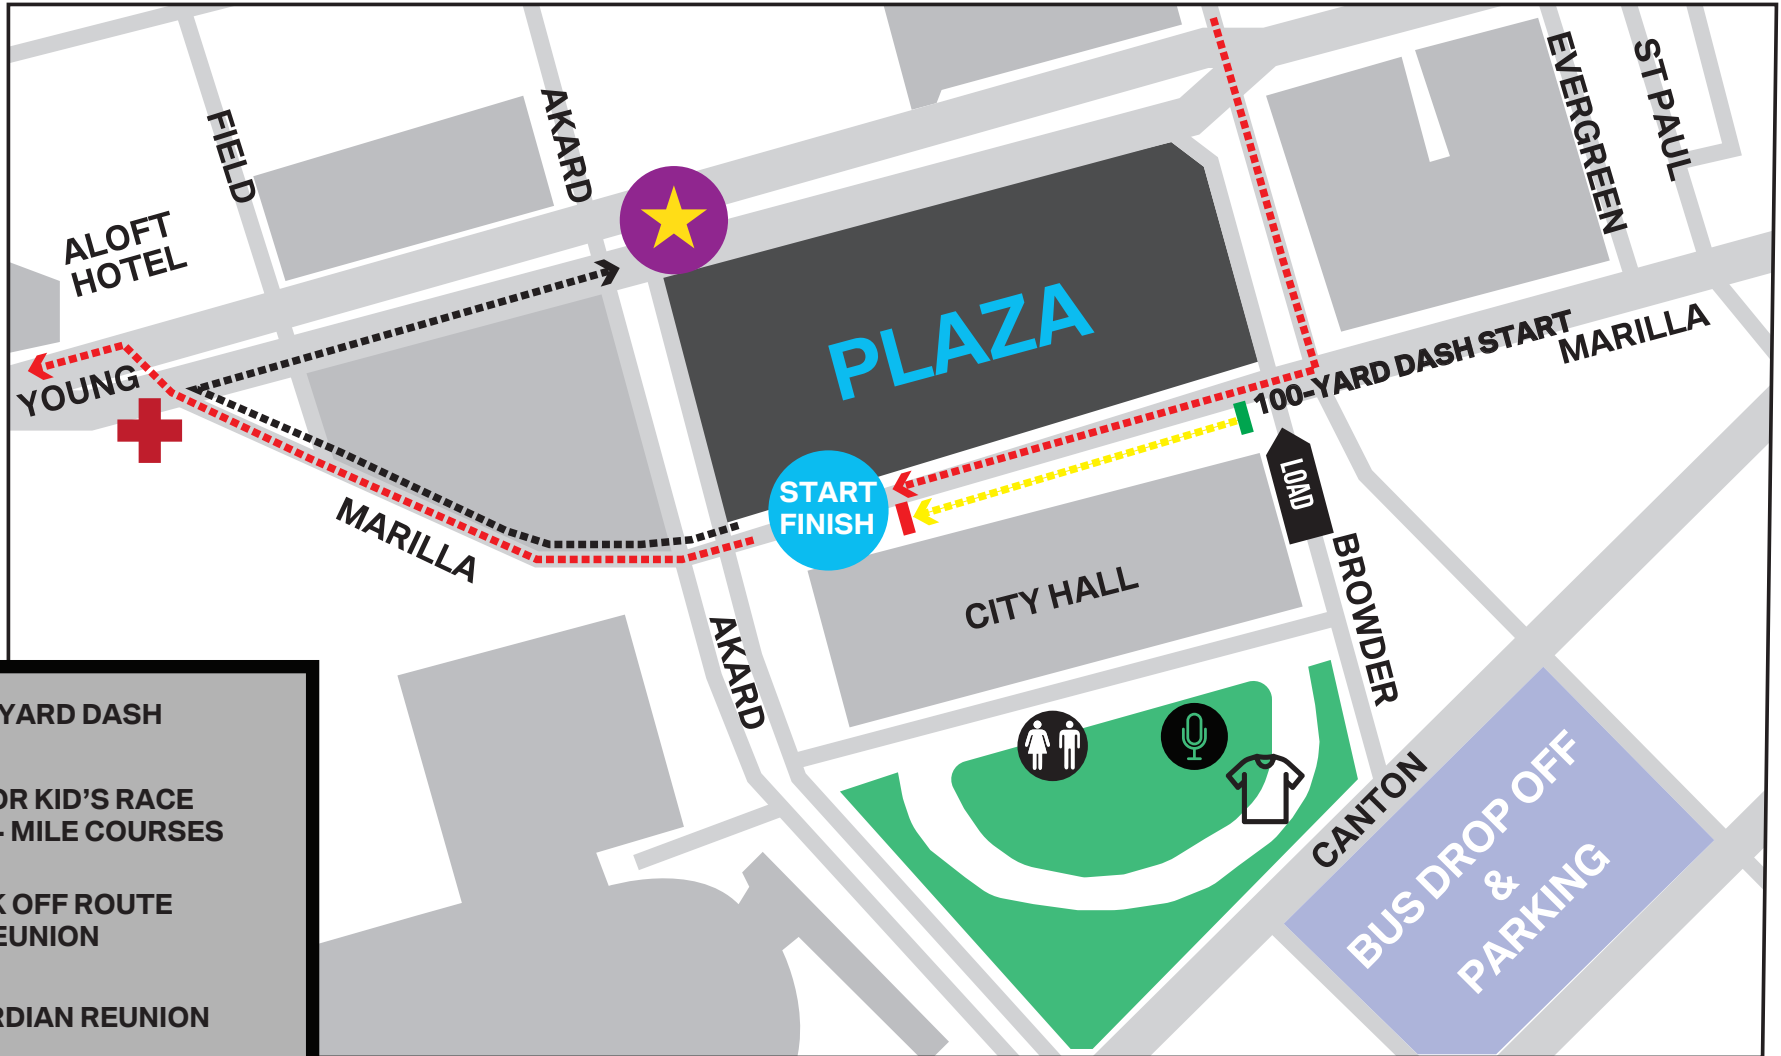 FIELD
AKARD
EVERGREEN
ST PAUL
ALOFT
HOTEL
YOUNG
PLAZA
100-YARD DASH START
MARILLA
START
FINISH
LOAD
MARILLA
CITY HALL
BROWDER
AKARD
CANTON
BUS DROP OFF
&
PARKING
YARD DASH
OR KID'S RACE
- MILE COURSES
OFF ROUTE
EUNION
RDIAN REUNION